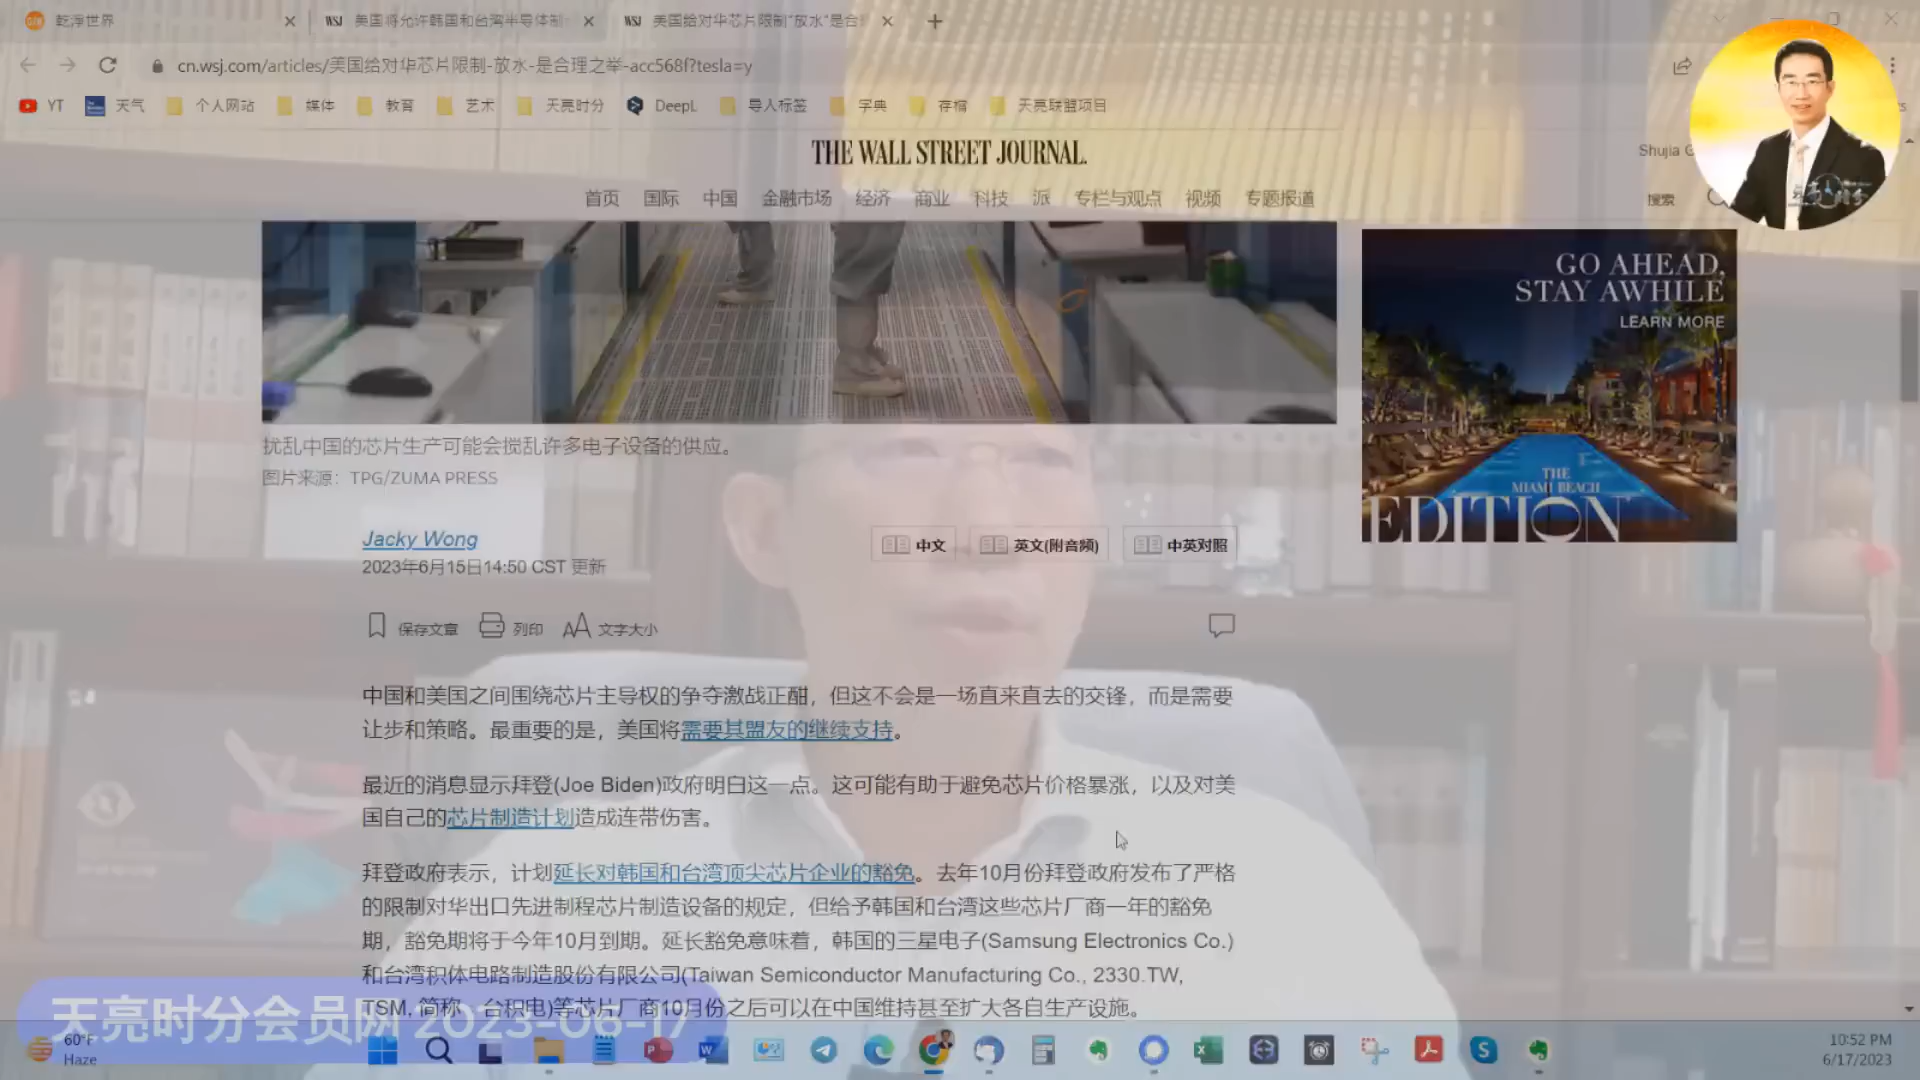 乾淨世界
WSJ 美国将允许韩国和台湾半导体制
WSJ 美国给对华芯片限制"放水"是合
cn.wsj.com/articles/美国给对华芯片限制-放水-是合理之举-acc568f?tesla=y
YT 天气 个人网站 媒体 教育 艺术 天亮时分 DeepL 导入标签 字典 存檔 天亮联盟项目
THE WALL STREET JOURNAL.
Shujia G
首页 国际 中国 金融市场 经济 商业 科技 派 专栏与观点 视频 专题报道
搜索
GO AHEAD,
STAY AWHILE
LEARN MORE
THE
MIAMI BEACH
EDITION
扰乱中国的芯片生产可能会搅乱许多电子设备的供应。
图片来源：TPG/ZUMA PRESS
Jacky Wong
2023年6月15日14:50 CST 更新
中文 英文(附音频) 中英对照
保存文章 列印 AA 文字大小
中国和美国之间围绕芯片主导权的争夺激战正酣，但这不会是一场直来直去的交锋，而是需要
让步和策略。最重要的是，美国将需要其盟友的继续支持。
最近的消息显示拜登(Joe Biden)政府明白这一点。这可能有助于避免芯片价格暴涨，以及对美
国自己的芯片制造计划造成连带伤害。
拜登政府表示，计划延长对韩国和台湾顶尖芯片企业的豁免。去年10月份拜登政府发布了严格
的限制对华出口先进制程芯片制造设备的规定，但给予韩国和台湾这些芯片厂商一年的豁免
期，豁免期将于今年10月到期。延长豁免意味着，韩国的三星电子(Samsung Electronics Co.)
和台湾积体电路制造股份有限公司(Taiwan Semiconductor Manufacturing Co., 2330.TW,
TSM, 简称：台积电)等芯片厂商10月份之后可以在中国维持甚至扩大各自生产设施。
天亮时分会员网 2023-06-17
60°F
Haze
10:52 PM
6/17/2023